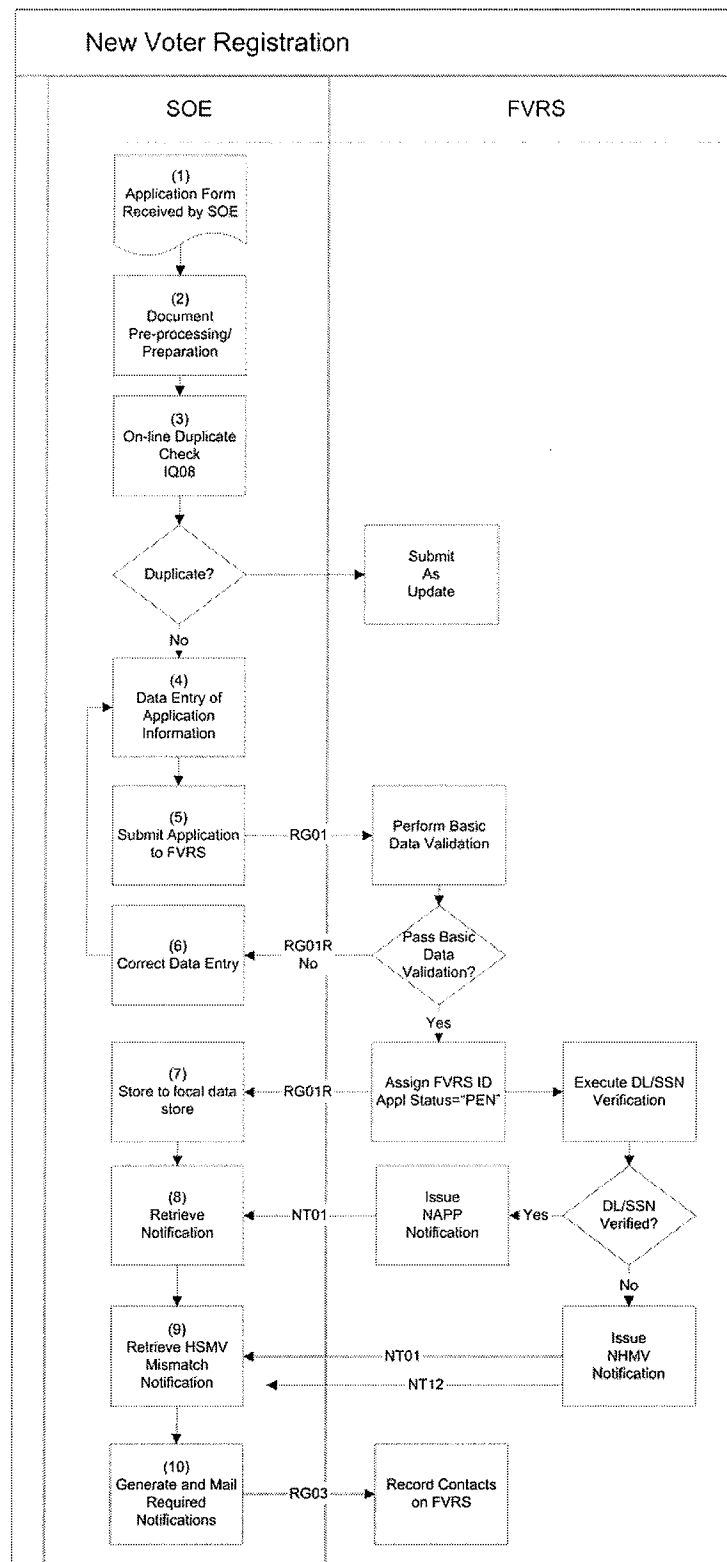 New Voter Registration
SOE
FVRS
(1)
Application Form
Received by SOE
(2)
Document
Pre-processing/
Preparation
(3)
On-line Duplicate
Check
IQ08
Duplicate?
Submit
As
Update
No
(4)
Data Entry of
Application
Information
(5)
Submit Application
to FVRS
RG01
Perform Basic
Data Validation
(6)
Correct Data Entry
RG01R
No
Pass Basic
Data
Validation?
Yes
(7)
Store to local data
store
RG01R
Assign FVRS ID
Appl Status="PEN"
Execute DL/SSN
Verification
(8)
Retrieve
Notification
NT01
Issue
NAPP
Notification
Yes
DL/SSN
Verified?
No
(9)
Retrieve HSMV
Mismatch
Notification
NT01
NT12
Issue
NHMV
Notification
(10)
Generate and Mail
Required
Notifications
RG03
Record Contacts
on FVRS